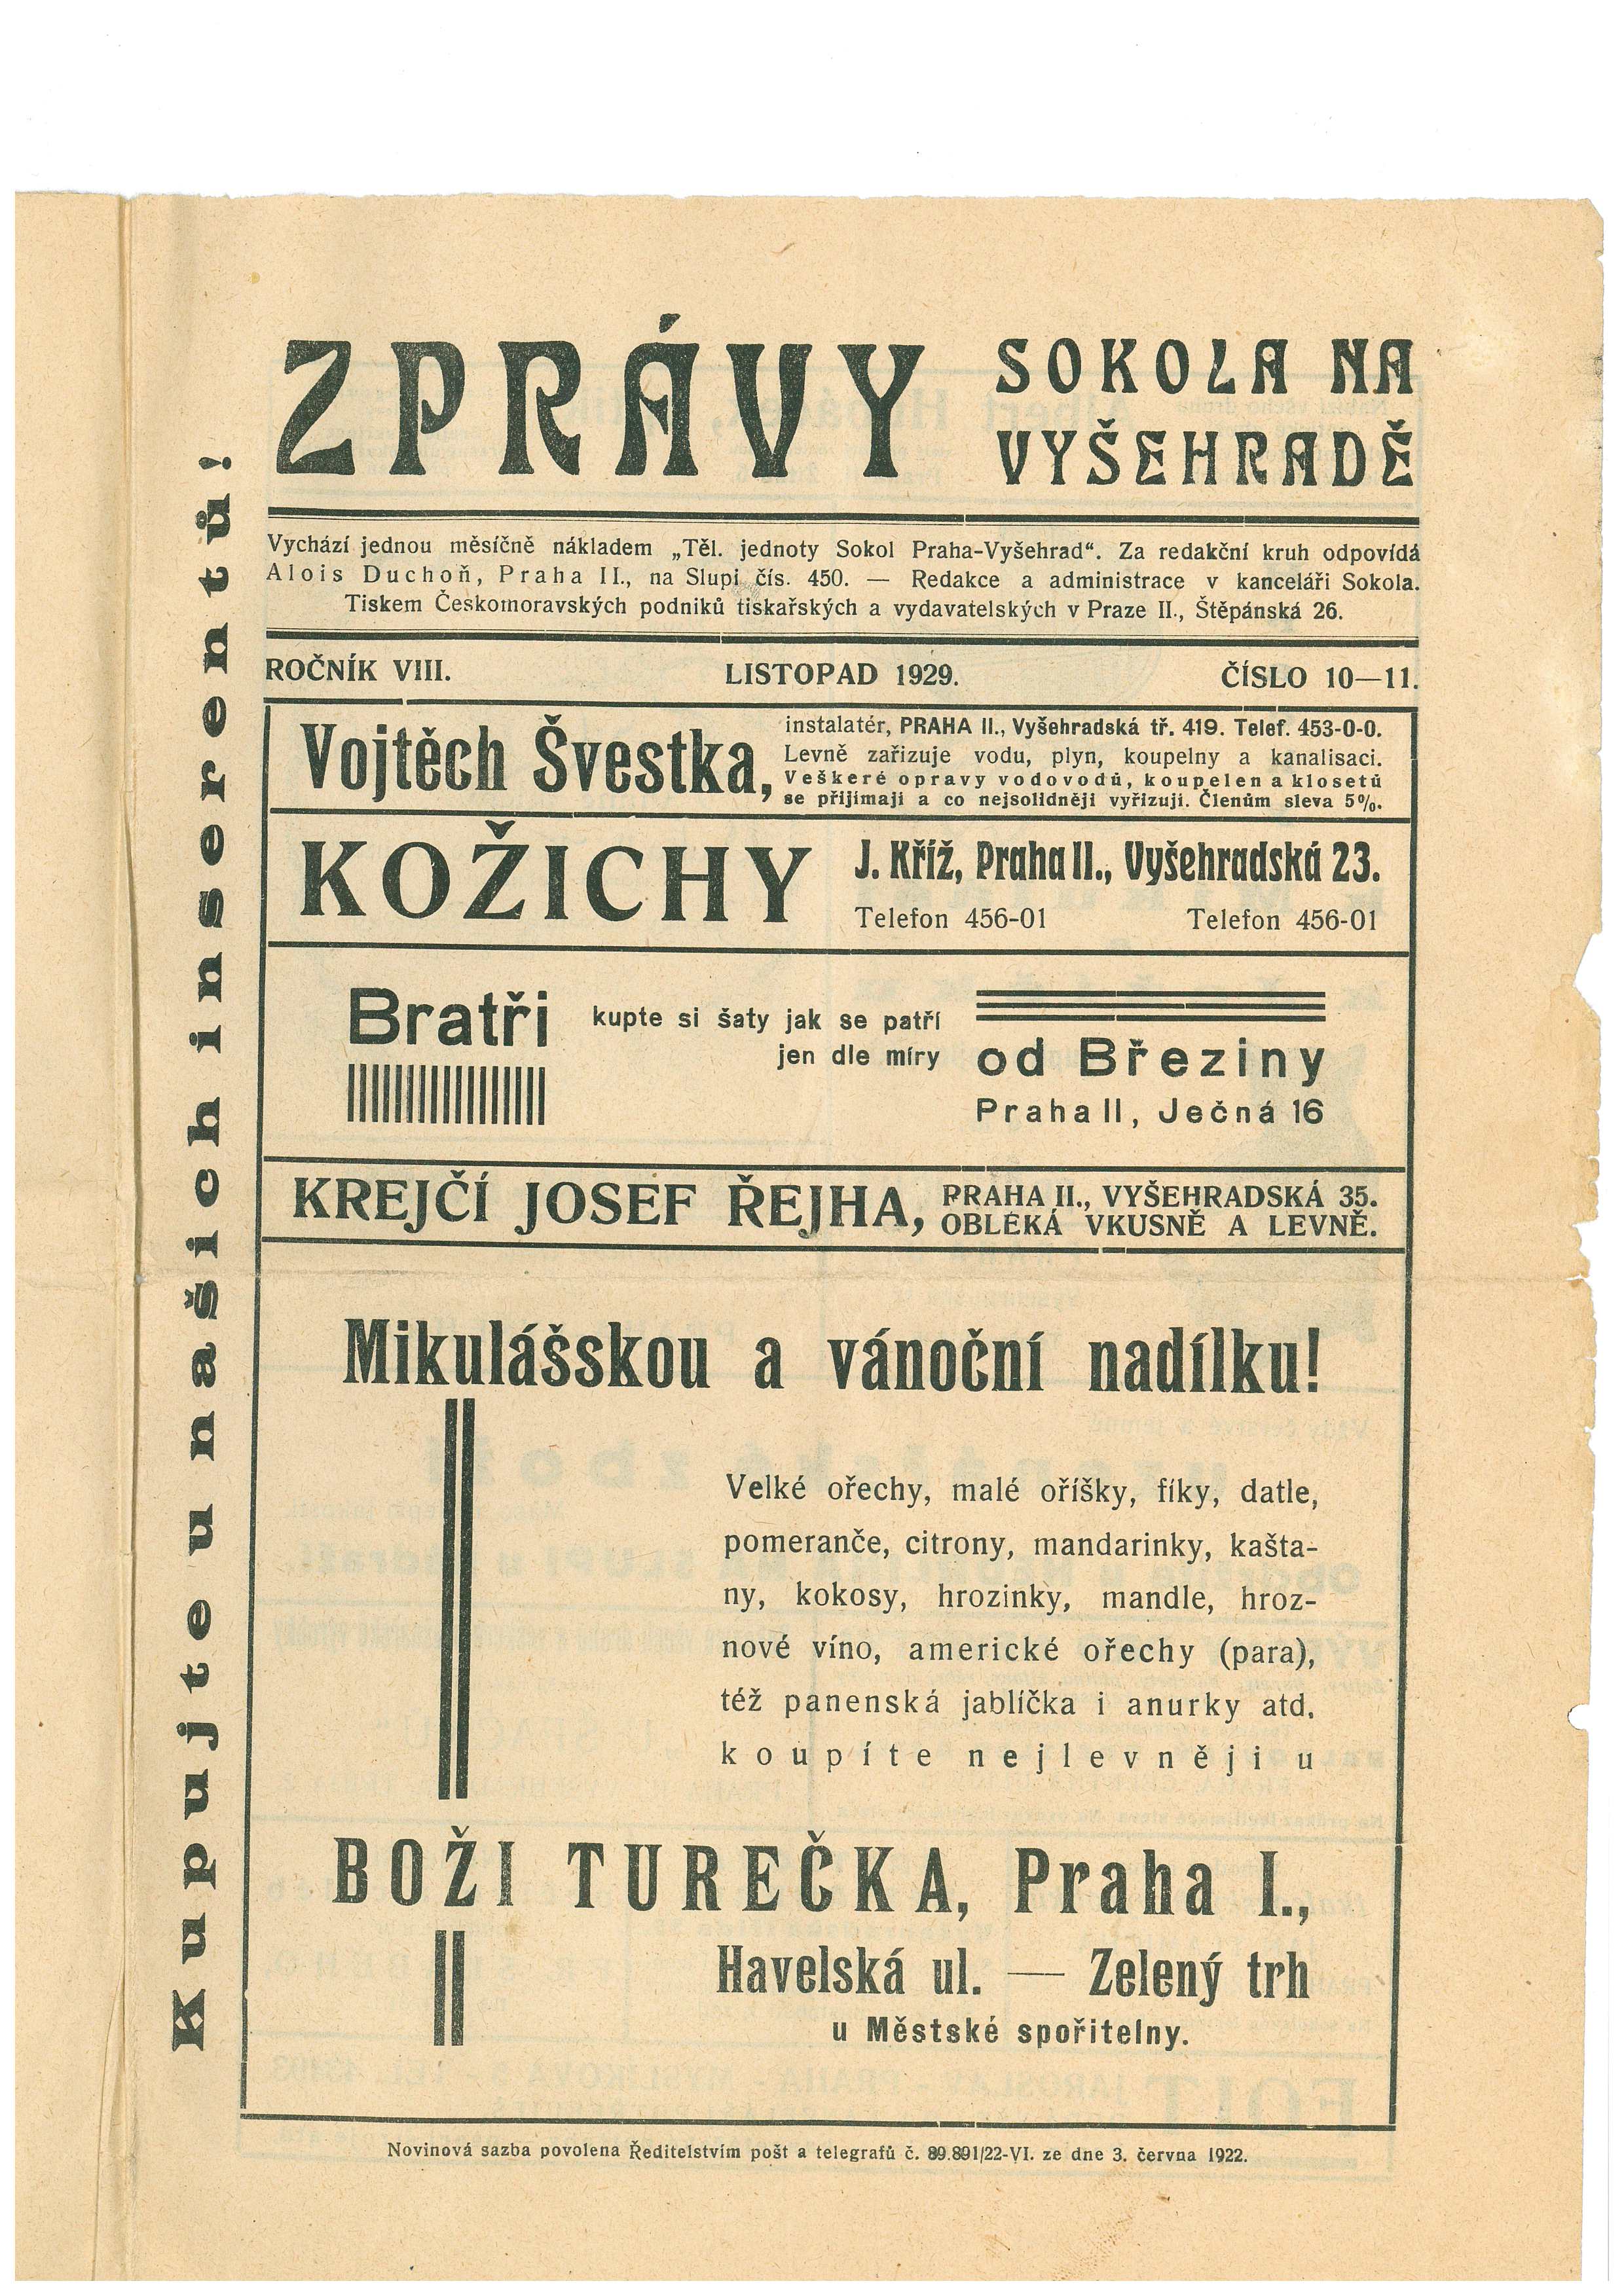 ZPRÁVY SOKOLA NA
VYŠEHRADĚ
Vychází jednou měsíčně nákladem „Těl. jednoty Sokol Praha-Vyšehrad“. Za redakční kruh odpovídá
Alois Duchoň, Praha II., na Slupi čís. 450. — Redakce a administrace v kanceláři Sokola.
Tiskem Českomoravských podniků tiskařských a vydavatelských v Praze II., Štěpánská 26.
ROČNÍK VIII. LISTOPAD 1929. ČÍSLO 10—11.
Kupujte u našich inserentů!
Vojtěch Švestka,
instalatér, PRAHA II., Vyšehradská tř. 419. Telef. 453-0-0.
Levně zařizuje vodu, plyn, koupelny a kanalisaci.
Veškeré opravy vodovodů, koupelen a klosetů
se přijímají a co nejsolidněji vyřizují. Členům sleva 5%.
KOŽICHY
J. Kříž, Praha II., Vyšehradská 23.
Telefon 456-01 Telefon 456-01
Bratři
kupte si šaty jak se patří
jen dle míry
od Březiny
Praha II, Ječná 16
KREJČÍ JOSEF ŘEJHA,
PRAHA II., VYŠEHRADSKÁ 35.
OBLÉKÁ VKUSNĚ A LEVNĚ.
Mikulášskou a vánoční nadílku!
Velké ořechy, malé oříšky, fíky, datle,
pomeranče, citrony, mandarinky, kašta-
ny, kokosy, hrozinky, mandle, hroz-
nové víno, americké ořechy (para),
též panenská jablíčka i anurky atd.
koupíte nejlevněji u
BOŽI TUREČKA, Praha I.,
Havelská ul. — Zelený trh
u Městské spořitelny.
Novinová sazba povolena Ředitelstvím pošt a telegrafů č. 89.891/22-VI. ze dne 3. června 1922.